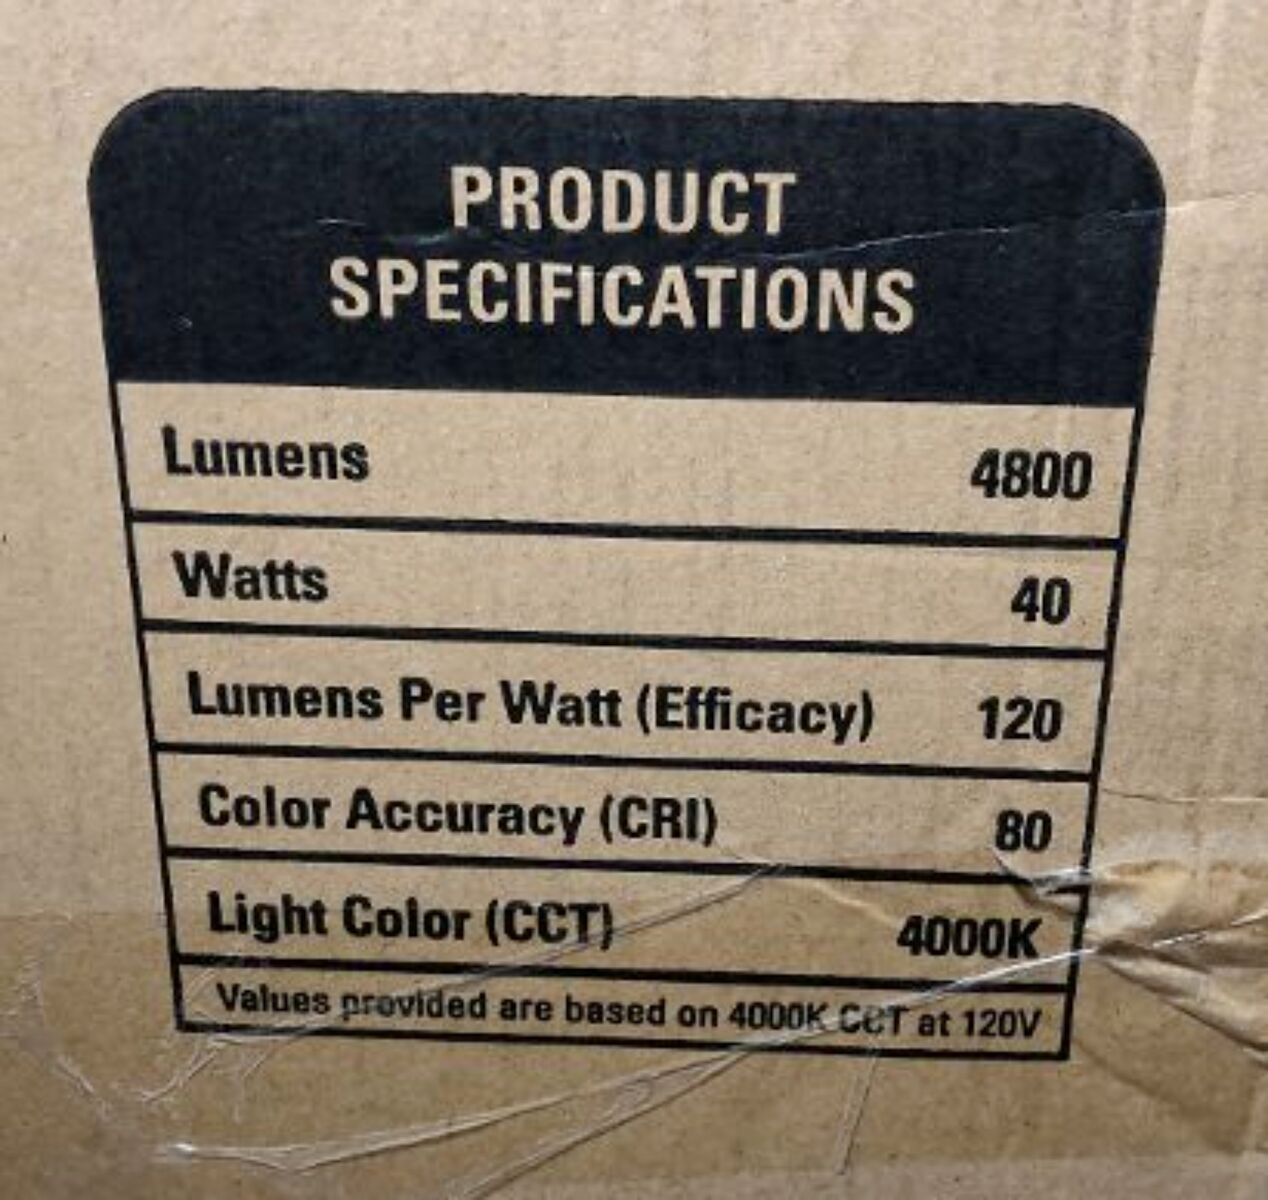 PRODUCT
SPECIFICATIONS
Lumens 4800
Watts 40
Lumens Per Watt (Efficacy) 120
Color Accuracy (CRI) 80
Light Color (CCT) 4000K
Values provided are based on 4000K CCT at 120V